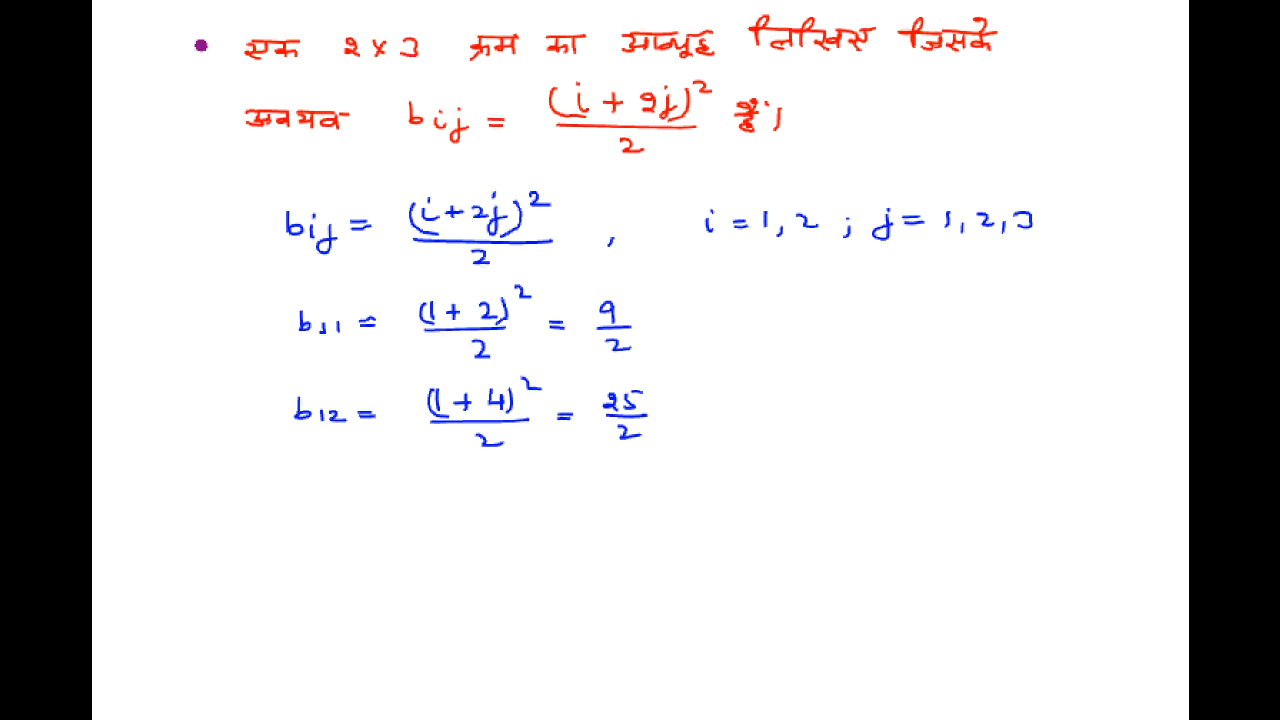 • एक 2 × 3 क्रम का आव्यूह लिखिए जिसके
अवयव bij = (i + 2j)² / 2 है।
bij = (i + 2j)² / 2 , i = 1, 2 ; j = 1, 2, 3
b11 = (1 + 2)² / 2 = 9/2
b12 = (1 + 4)² / 2 = 25/2